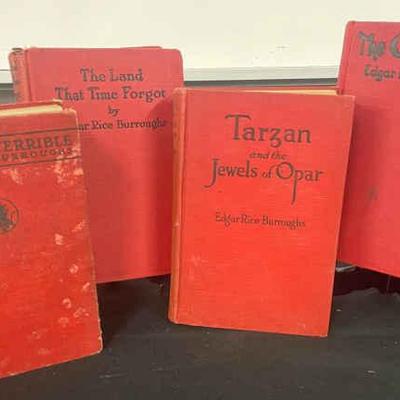 TERRIBLE
BURROUGHS
The Land
That Time Forgot
by
ar Rice Burroughs
Tarzan
and the
Jewels of Opar
Edgar Rice Burroughs
The
Edgar